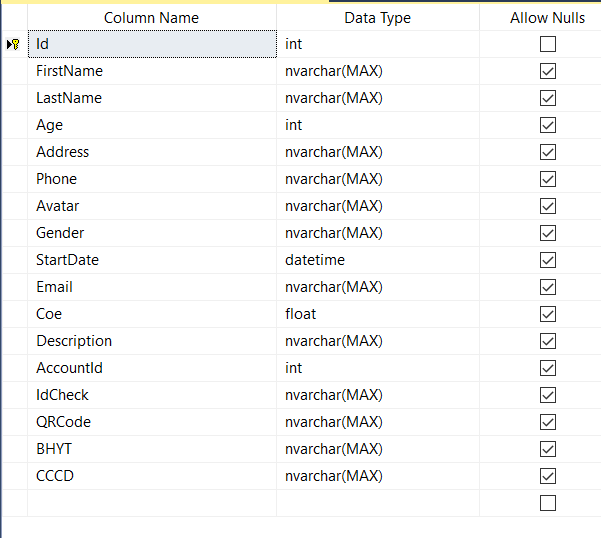 Column Name Data Type Allow Nulls
Id int
FirstName nvarchar(MAX)
LastName nvarchar(MAX)
Age int
Address nvarchar(MAX)
Phone nvarchar(MAX)
Avatar nvarchar(MAX)
Gender nvarchar(MAX)
StartDate datetime
Email nvarchar(MAX)
Coe float
Description nvarchar(MAX)
AccountId int
IdCheck nvarchar(MAX)
QRCode nvarchar(MAX)
BHYT nvarchar(MAX)
CCCD nvarchar(MAX)